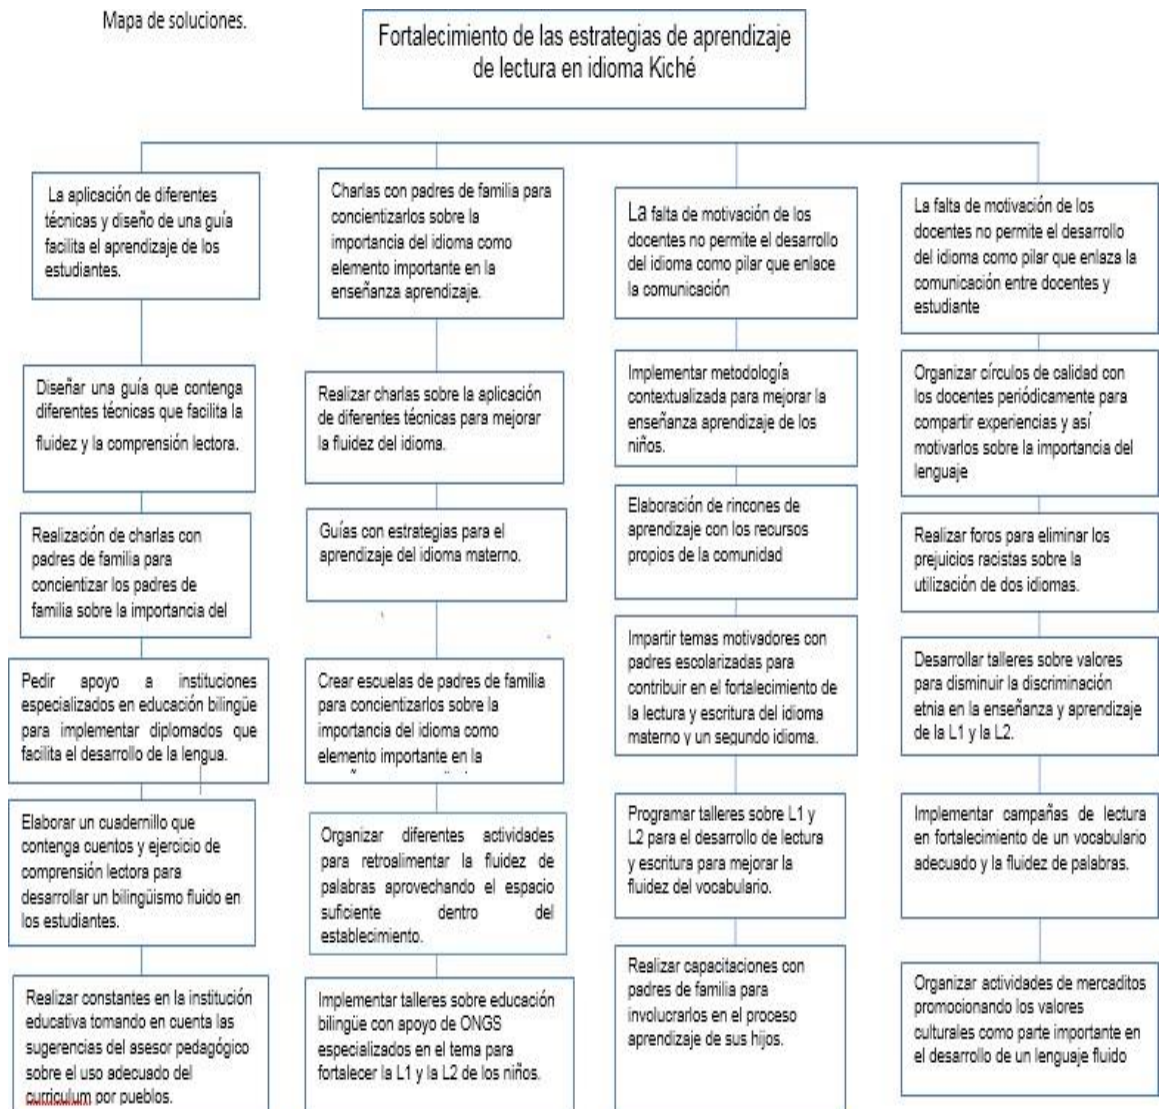 Mapa de soluciones.
Fortalecimiento de las estrategias de aprendizaje
de lectura en idioma Kiché
La aplicación de diferentes
técnicas y diseño de una guía
facilita el aprendizaje de los
estudiantes.
Diseñar una guía que contenga
diferentes técnicas que facilita la
fluidez y la comprensión lectora.
Realización de charlas con
padres de familia para
concientizar los padres de
familia sobre la importancia del
Pedir apoyo a instituciones
especializados en educación bilingüe
para implementar diplomados que
facilita el desarrollo de la lengua.
Elaborar un cuadernillo que
contenga cuentos y ejercicio de
comprensión lectora para
desarrollar un bilingüismo fluido en
los estudiantes.
Realizar constantes en la institución
educativa tomando en cuenta las
sugerencias del asesor pedagógico
sobre el uso adecuado del
curriculum por pueblos.
Charlas con padres de familia para
concientizarlos sobre la
importancia del idioma como
elemento importante en la
enseñanza aprendizaje.
Realizar charlas sobre la aplicación
de diferentes técnicas para mejorar
la fluidez del idioma.
Guías con estrategias para el
aprendizaje del idioma materno.
Crear escuelas de padres de familia
para concientizarlos sobre la
importancia del idioma como
elemento importante en la
Organizar diferentes actividades
para retroalimentar la fluidez de
palabras aprovechando el espacio
suficiente dentro del
establecimiento.
Implementar talleres sobre educación
bilingüe con apoyo de ONGS
especializados en el tema para
fortalecer la L1 y la L2 de los niños.
La falta de motivación de los
docentes no permite el desarrollo
del idioma como pilar que enlace
la comunicación
Implementar metodología
contextualizada para mejorar la
enseñanza aprendizaje de los
niños.
Elaboración de rincones de
aprendizaje con los recursos
propios de la comunidad
Impartir temas motivadores con
padres escolarizadas para
contribuir en el fortalecimiento de
la lectura y escritura del idioma
materno y un segundo idioma.
Programar talleres sobre L1 y
L2 para el desarrollo de lectura
y escritura para mejorar la
fluidez del vocabulario.
Realizar capacitaciones con
padres de familia para
involucrarlos en el proceso
aprendizaje de sus hijos.
La falta de motivación de los
docentes no permite el desarrollo
del idioma como pilar que enlaza la
comunicación entre docentes y
estudiante
Organizar círculos de calidad con
los docentes periódicamente para
compartir experiencias y así
motivarlos sobre la importancia del
lenguaje
Realizar foros para eliminar los
prejuicios racistas sobre la
utilización de dos idiomas.
Desarrollar talleres sobre valores
para disminuir la discriminación
etnia en la enseñanza y aprendizaje
de la L1 y la L2.
Implementar campañas de lectura
en fortalecimiento de un vocabulario
adecuado y la fluidez de palabras.
Organizar actividades de mercaditos
promocionando los valores
culturales como parte importante en
el desarrollo de un lenguaje fluido